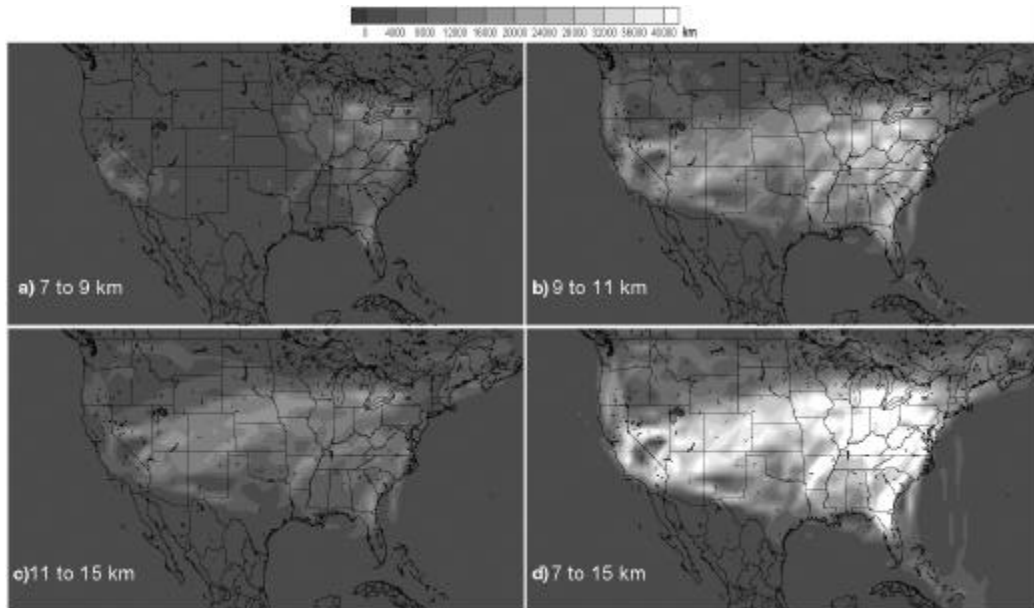 0 4000 8000 12000 16000 20000 24000 28000 32000 36000 40000 km
a) 7 to 9 km
b) 9 to 11 km
c) 11 to 15 km
d) 7 to 15 km